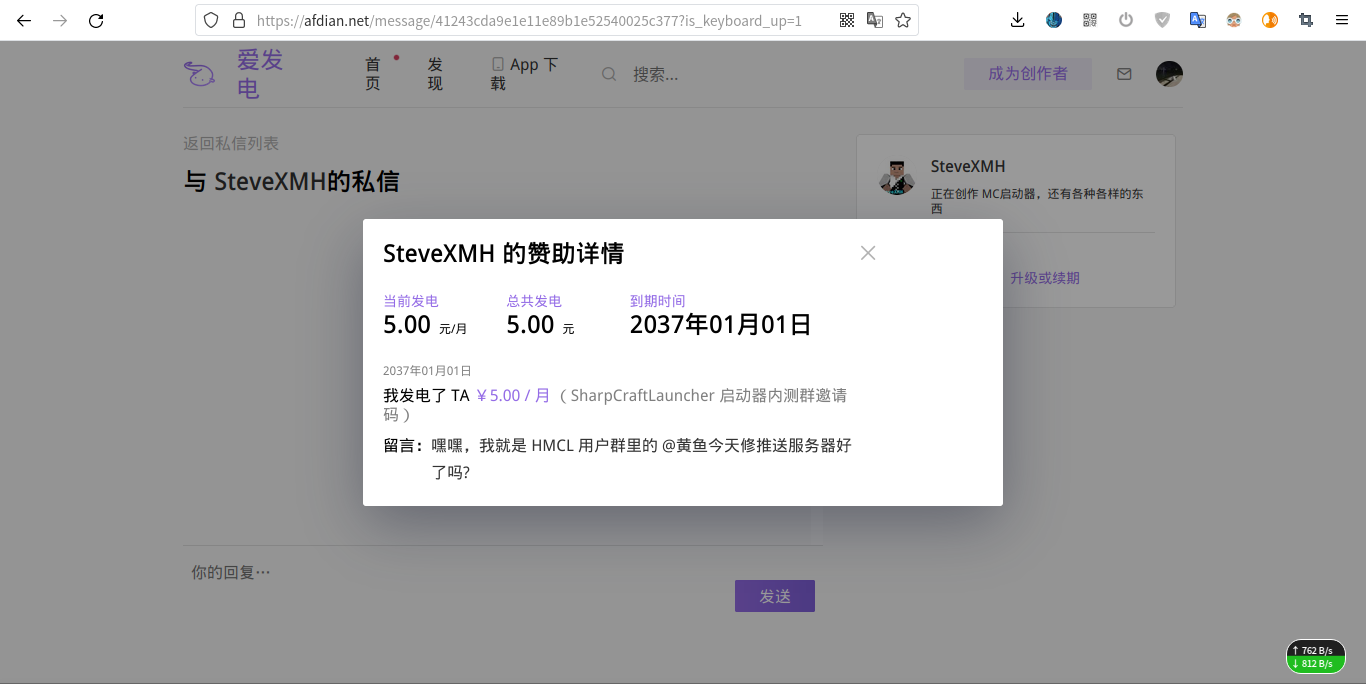 https://afdian.net/message/41243cda9e1e11e89b1e52540025c377?is_keyboard_up=1
爱发
电
首
页
发
现
App 下
载
搜索...
成为创作者
返回私信列表
与 SteveXMH的私信
SteveXMH
正在创作 MC启动器，还有各种各样的东
西
升级或续期
SteveXMH 的赞助详情
当前发电
总共发电
到期时间
5.00 元/月
5.00 元
2037年01月01日
2037年01月01日
我发电了 TA ￥5.00 / 月（ SharpCraftLauncher 启动器内测群邀请
码 ）
留言：嘿嘿，我就是 HMCL 用户群里的 @黄鱼今天修推送服务器好
了吗?
你的回复…
发送
↑ 762 B/s
↓ 812 B/s